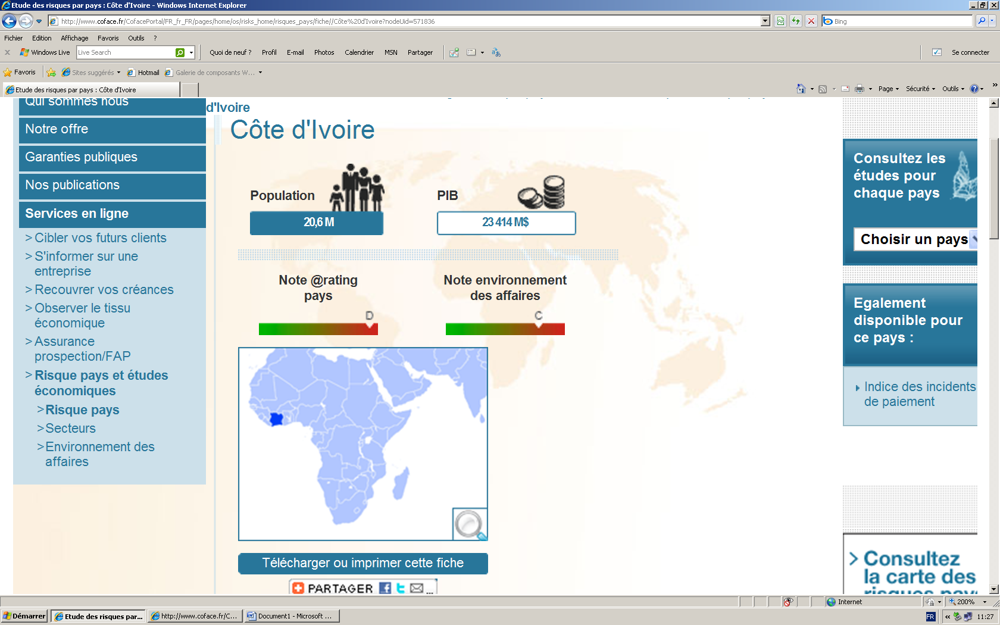 Etude des risques par pays : Côte d'Ivoire - Windows Internet Explorer
http://www.coface.fr/CofacePortal/FR_fr_FR/pages/home/os/risks_home/risques_pays/fiche//Côte%20d'Ivoire?nodeUid=571836
Bing
Fichier Edition Affichage Favoris Outils ?
Windows Live Live Search Quoi de neuf ? Profil E-mail Photos Calendrier MSN Partager Se connecter
Favoris Sites suggérés Hotmail Galerie de composants W...
Etude des risques par pays : Côte d'Ivoire
Page Sécurité Outils
Qui sommes nous
Notre offre
Garanties publiques
Nos publications
Services en ligne
> Cibler vos futurs clients
> S'informer sur une
entreprise
> Recouvrer vos créances
> Observer le tissu
économique
> Assurance
prospection/FAP
> Risque pays et études
économiques
> Risque pays
> Secteurs
> Environnement des
affaires
d'Ivoire
Côte d'Ivoire
Population
20,6 M
PIB
23 414 M$
Note @rating
pays
D
Note environnement
des affaires
C
Télécharger ou imprimer cette fiche
PARTAGER ...
Consultez les
études pour
chaque pays
Choisir un pays
Egalement
disponible pour
ce pays :
Indice des incidents
de paiement
> Consultez
la carte des
risques pays
Internet 200%
Démarrer Etude des risques par... http://www.coface.fr/C... Document1 - Microsoft ... FR « 11:27